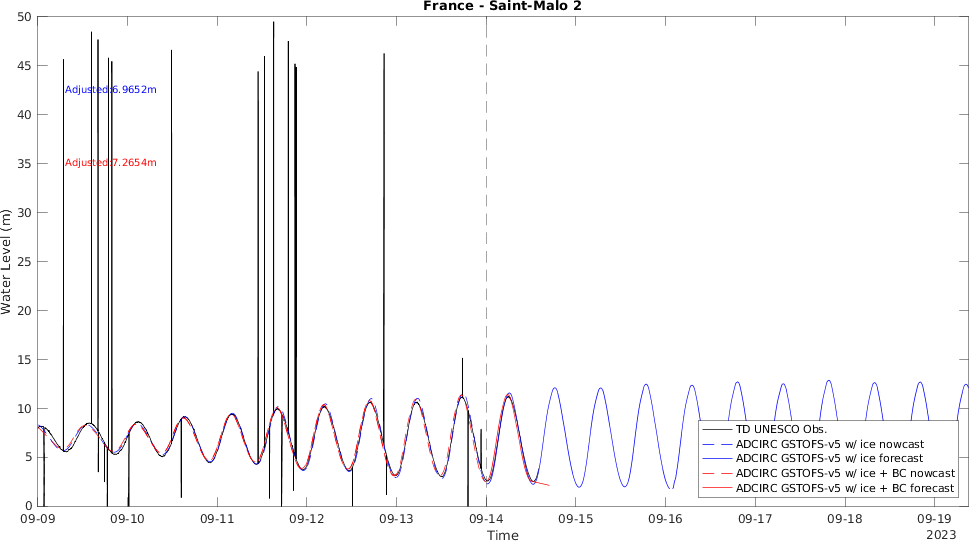 France - Saint-Malo 2
Water Level (m)
50
45
40
35
30
25
20
15
10
5
0
Adjusted:6.9652m
Adjusted:7.2654m
TD UNESCO Obs.
ADCIRC GSTOFS-v5 w/ ice nowcast
ADCIRC GSTOFS-v5 w/ ice forecast
ADCIRC GSTOFS-v5 w/ ice + BC nowcast
ADCIRC GSTOFS-v5 w/ ice + BC forecast
09-09 09-10 09-11 09-12 09-13 09-14 09-15 09-16 09-17 09-18 09-19
Time
2023